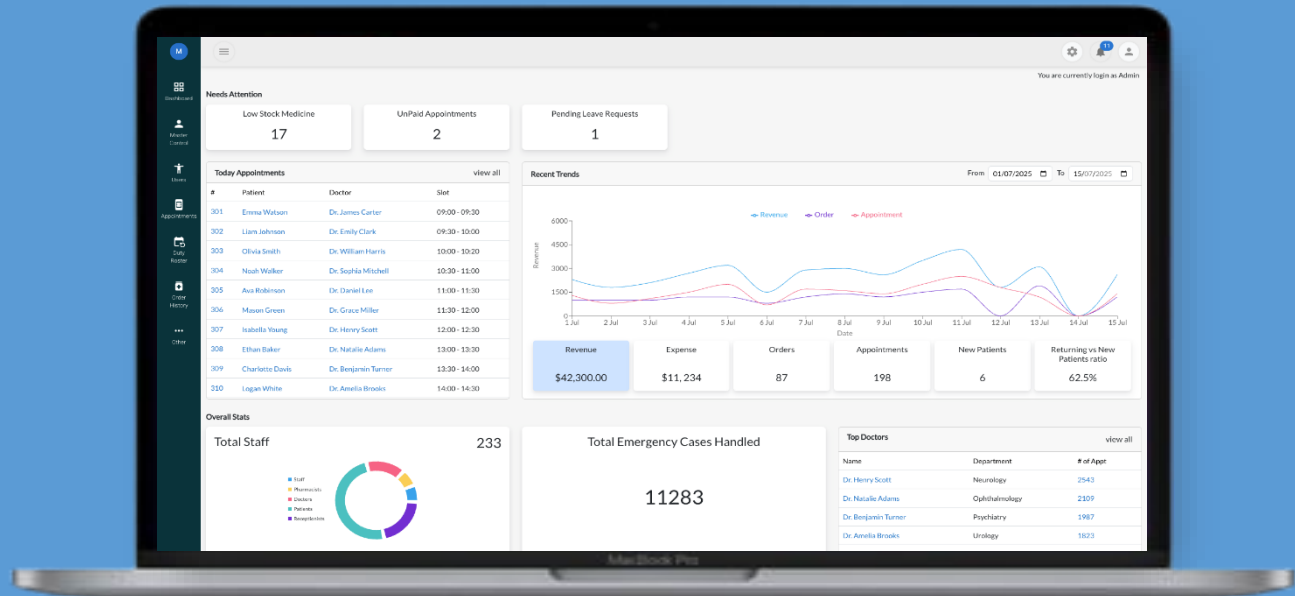 M
11
You are currently login as Admin
Dashboard
Master
Control
Users
Appointments
Duty
Roster
Order
History
Other
Needs Attention
Low Stock Medicine
17
UnPaid Appointments
2
Pending Leave Requests
1
Today Appointments view all
# Patient Doctor Slot
301 Emma Watson Dr. James Carter 09:00 - 09:30
302 Liam Johnson Dr. Emily Clark 09:30 - 10:00
303 Olivia Smith Dr. William Harris 10:00 - 10:20
304 Noah Walker Dr. Sophia Mitchell 10:30 - 11:00
305 Ava Robinson Dr. Daniel Lee 11:00 - 11:30
306 Mason Green Dr. Grace Miller 11:30 - 12:00
307 Isabella Young Dr. Henry Scott 12:00 - 12:30
308 Ethan Baker Dr. Natalie Adams 13:00 - 13:30
309 Charlotte Davis Dr. Benjamin Turner 13:30 - 14:00
310 Logan White Dr. Amelia Brooks 14:00 - 14:30
Recent Trends From 01/07/2025 To 15/07/2025
Revenue Order Appointment
6000
4500
3000
1500
0
Revenue
1 Jul 2 Jul 3 Jul 4 Jul 5 Jul 6 Jul 7 Jul 8 Jul 9 Jul 10 Jul 11 Jul 12 Jul 13 Jul 14 Jul 15 Jul
Date
Revenue
$42,300.00
Expense
$11, 234
Orders
87
Appointments
198
New Patients
6
Returning vs New
Patients ratio
62.5%
Overall Stats
Total Staff 233
Staff
Pharmacists
Doctors
Patients
Receptionists
Total Emergency Cases Handled
11283
Top Doctors view all
Name Department # of Appt
Dr. Henry Scott Neurology 2543
Dr. Natalie Adams Ophthalmology 2109
Dr. Benjamin Turner Psychiatry 1987
Dr. Amelia Brooks Urology 1823
MacBook Pro